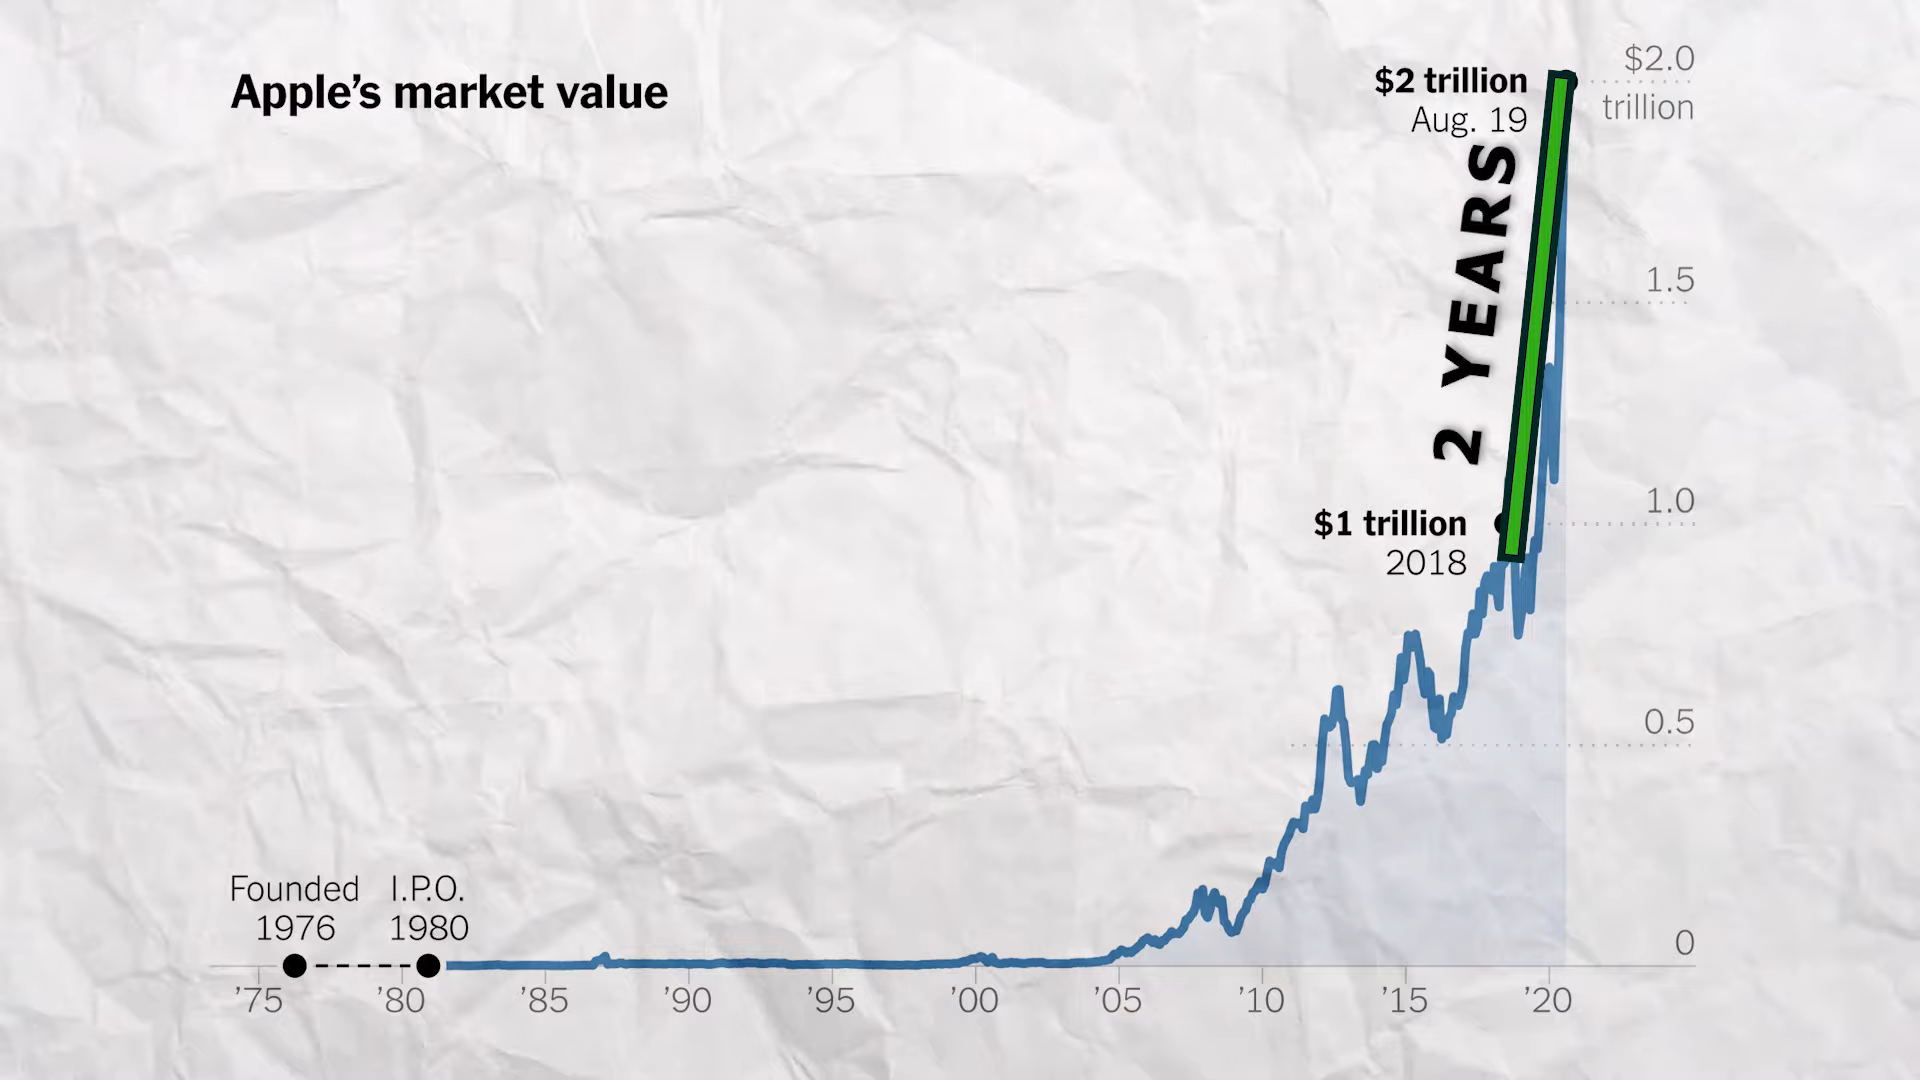 Apple’s market value
$2 trillion
Aug. 19
$2.0
trillion
2 YEARS
1.5
$1 trillion
2018
1.0
0.5
0
Founded
1976
I.P.O.
1980
’75 ’80 ’85 ’90 ’95 ’00 ’05 ’10 ’15 ’20